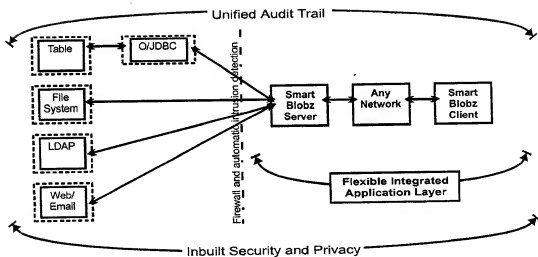 Unified Audit Trail
Table
O/JDBC
File
System
LDAP
Web/
Email
Firewall and automatic intrusion detection
Smart
Blobz
Server
Any
Network
Smart
Blobz
Client
Flexible Integrated
Application Layer
Inbuilt Security and Privacy